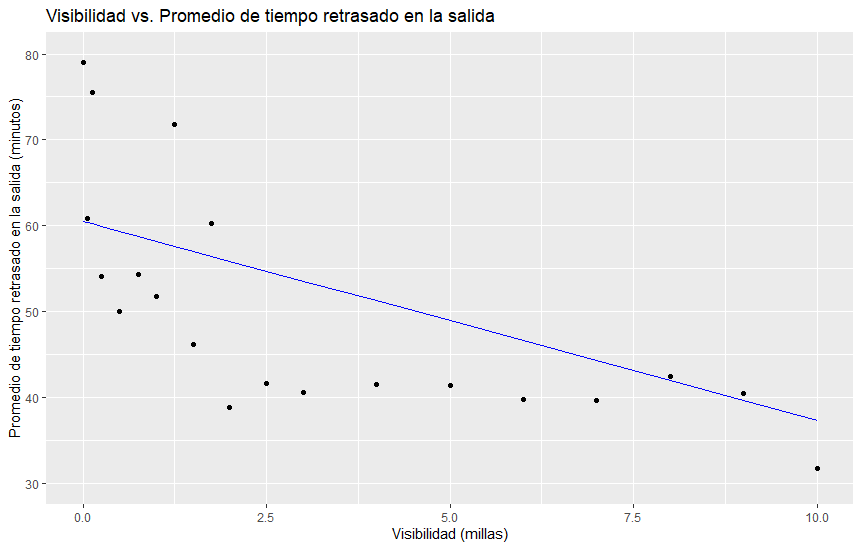 Visibilidad vs. Promedio de tiempo retrasado en la salida
Promedio de tiempo retrasado en la salida (minutos)
80
70
60
50
40
30
0.0 2.5 5.0 7.5 10.0
Visibilidad (millas)